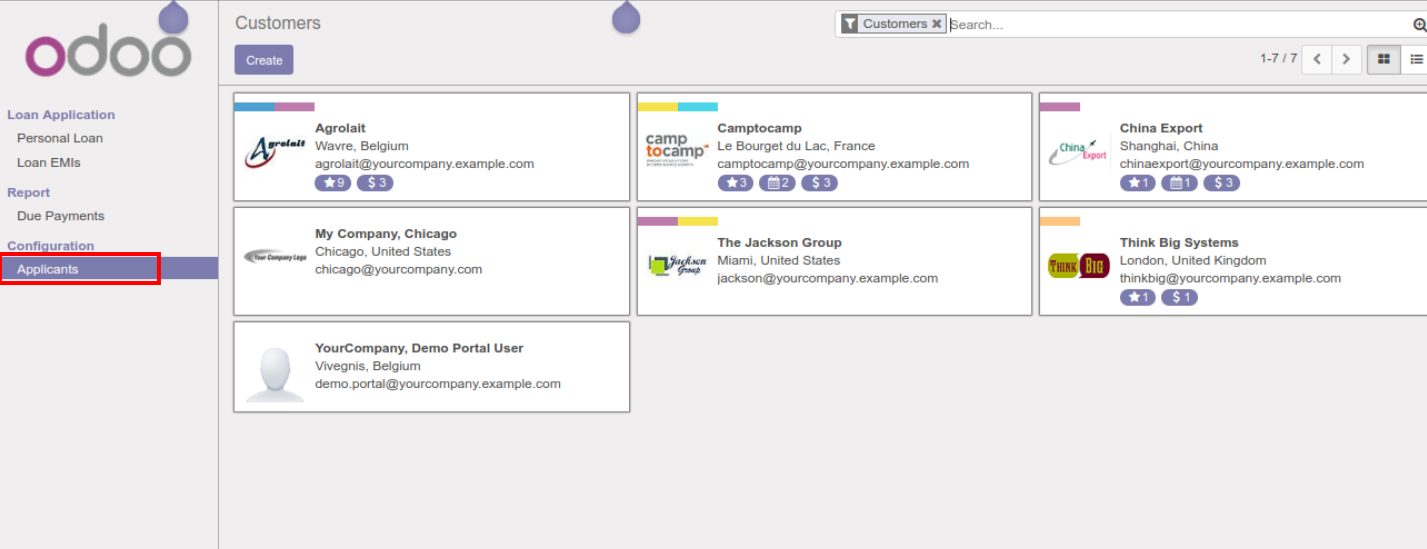 odoo
Loan Application
Personal Loan
Loan EMIs
Report
Due Payments
Configuration
Applicants
Customers
Customers
Search...
Create
1-7 / 7
Agrolait
Agrolait
Wavre, Belgium
agrolait@yourcompany.example.com
9 $ 3
camp
tocamp
Camptocamp
Le Bourget du Lac, France
camptocamp@yourcompany.example.com
3 2 $ 3
China
Export
China Export
Shanghai, China
chinaexport@yourcompany.example.com
1 1 $ 3
Your Company Logo
My Company, Chicago
Chicago, United States
chicago@yourcompany.com
Jackson
Group
The Jackson Group
Miami, United States
jackson@yourcompany.example.com
THINK BIG
Think Big Systems
London, United Kingdom
thinkbig@yourcompany.example.com
1 $ 1
YourCompany, Demo Portal User
Vivegnis, Belgium
demo.portal@yourcompany.example.com